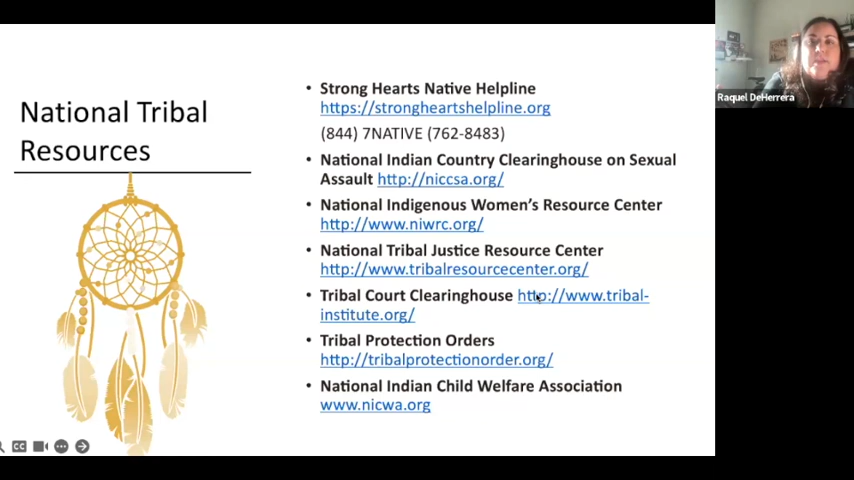 National Tribal
Resources
• Strong Hearts Native Helpline
https://strongheartshelpline.org
(844) 7NATIVE (762-8483)
• National Indian Country Clearinghouse on Sexual
Assault http://niccsa.org/
• National Indigenous Women’s Resource Center
http://www.niwrc.org/
• National Tribal Justice Resource Center
http://www.tribalresourcecenter.org/
• Tribal Court Clearinghouse http://www.tribal-
institute.org/
• Tribal Protection Orders
http://tribalprotectionorder.org/
• National Indian Child Welfare Association
www.nicwa.org
Raquel DeHerrera
CC